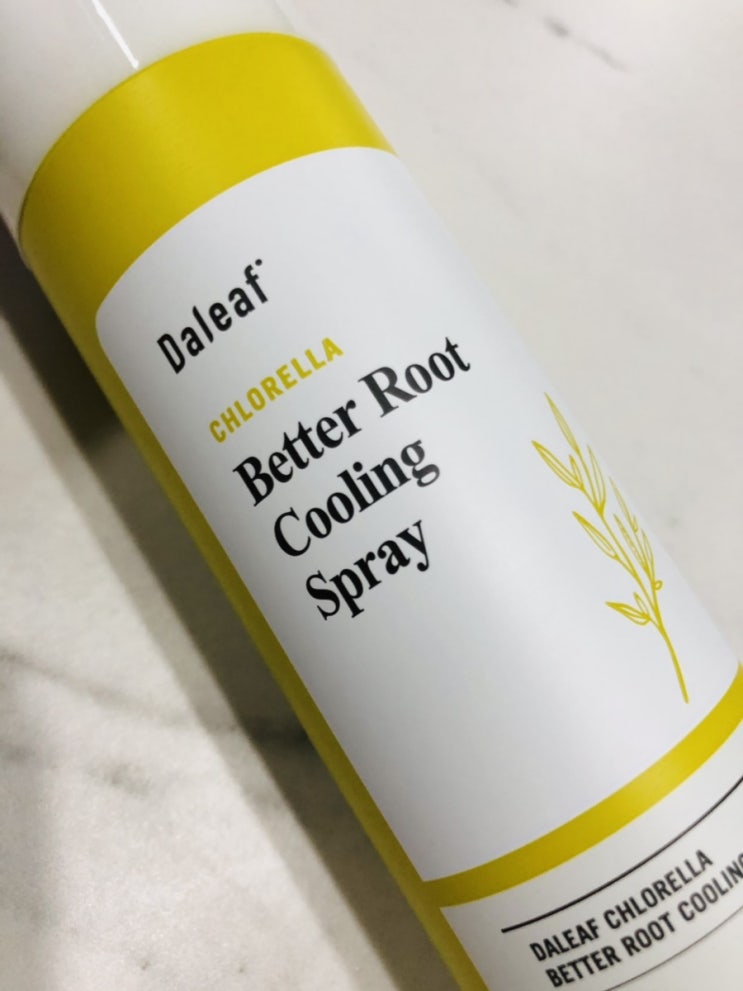 Daleaf
CHLORELLA
Better Root
Cooling
Spray
DALEAF CHLORELLA
BETTER ROOT COOLING